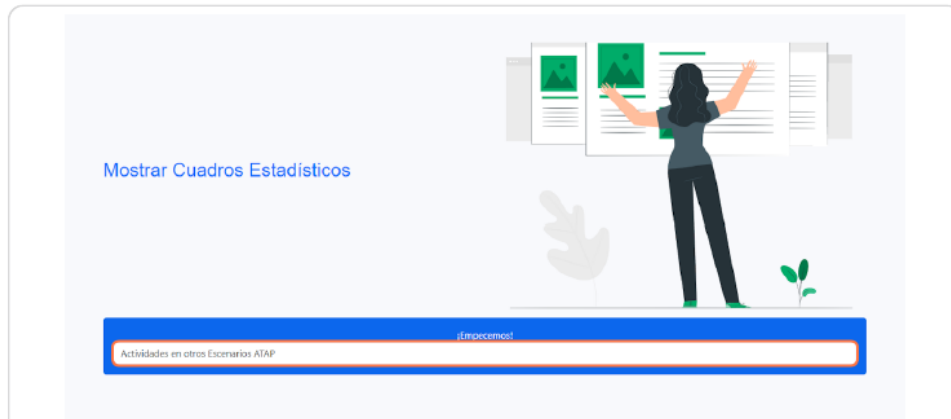 Mostrar Cuadros Estadísticos
¡Empecemos!
Actividades en otros Escenarios ATAP